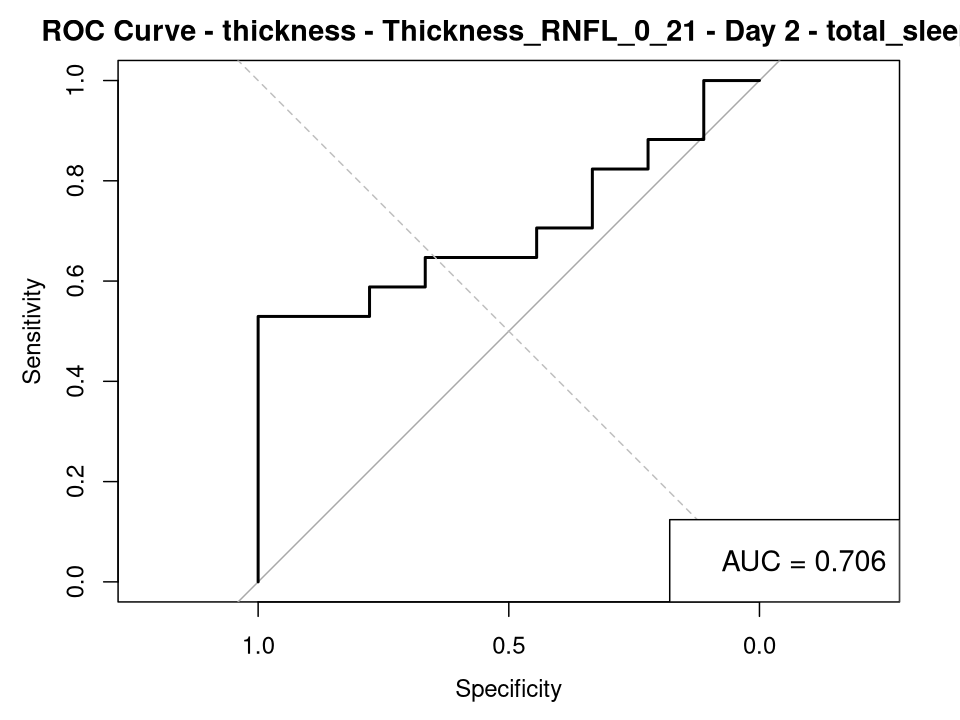 ROC Curve - thickness - Thickness_RNFL_0_21 - Day 2 - total_sleep
1.0
0.8
0.6
0.4
0.2
0.0
Sensitivity
AUC = 0.706
1.0 0.5 0.0
Specificity